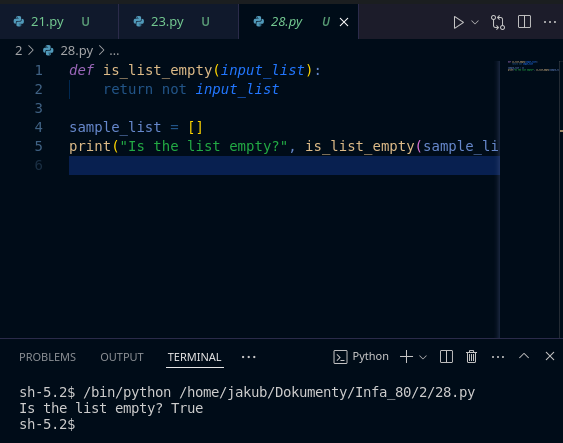 21.py U 23.py U 28.py U
2 28.py ...
1 def is_list_empty(input_list):
2 return not input_list
3
4 sample_list = []
5 print("Is the list empty?", is_list_empty(sample_li
6
PROBLEMS OUTPUT TERMINAL ... Python
sh-5.2$ /bin/python /home/jakub/Dokumenty/Infa_80/2/28.py
Is the list empty? True
sh-5.2$